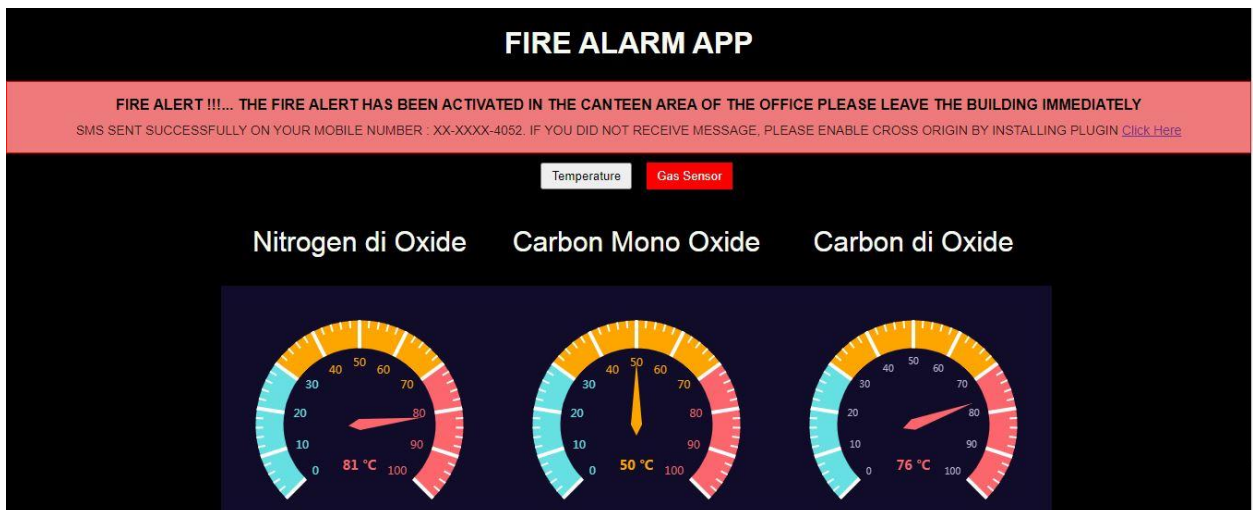 FIRE ALARM APP
FIRE ALERT !!!... THE FIRE ALERT HAS BEEN ACTIVATED IN THE CANTEEN AREA OF THE OFFICE PLEASE LEAVE THE BUILDING IMMEDIATELY
SMS SENT SUCCESSFULLY ON YOUR MOBILE NUMBER : XX-XXXX-4052. IF YOU DID NOT RECEIVE MESSAGE, PLEASE ENABLE CROSS ORIGIN BY INSTALLING PLUGIN Click Here
Temperature Gas Sensor
Nitrogen di Oxide Carbon Mono Oxide Carbon di Oxide
0 10 20 30 40 50 60 70 80 90 100
81 °C
0 10 20 30 40 50 60 70 80 90 100
50 °C
0 10 20 30 40 50 60 70 80 90 100
76 °C